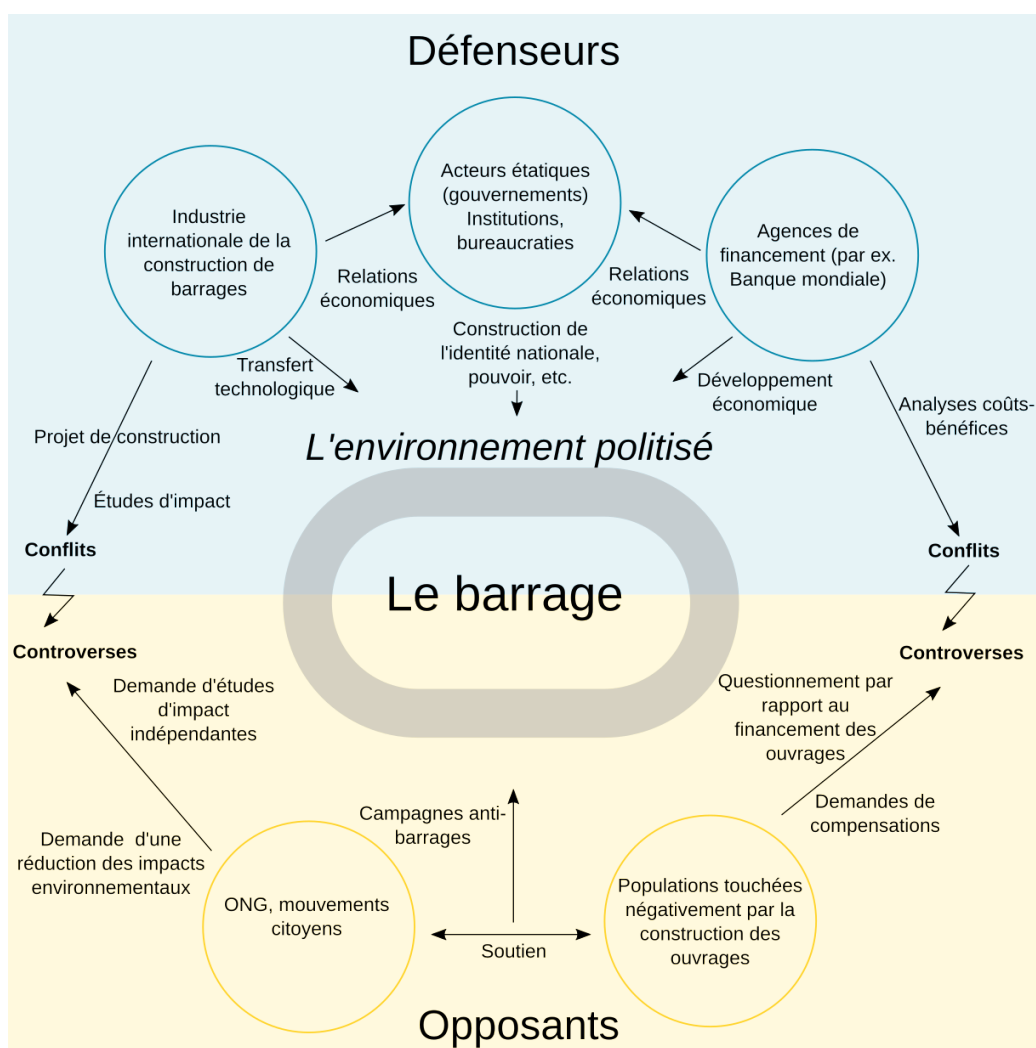 Défenseurs
Acteurs étatiques
(gouvernements)
Institutions,
bureaucraties
Industrie
internationale de la
construction de
barrages
Agences de
financement (par ex.
Banque mondiale)
Relations
économiques
Relations
économiques
Construction de
l'identité nationale,
pouvoir, etc.
Transfert
technologique
Développement
économique
Analyses coûts-
bénéfices
Projet de construction
L'environnement politisé
Études d'impact
Conflits
Conflits
Le barrage
Controverses
Controverses
Demande d'études
d'impact
indépendantes
Questionnement par
rapport au
financement des
ouvrages
Campagnes anti-
barrages
Demandes de
compensations
Demande  d'une
réduction des impacts
environnementaux
ONG, mouvements
citoyens
Populations touchées
négativement par la
construction des
ouvrages
Soutien
Opposants